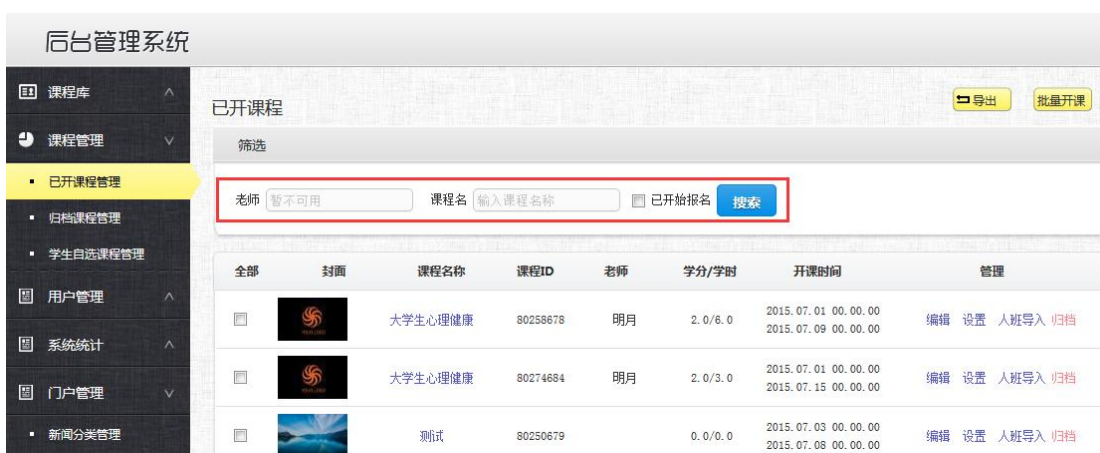 后台管理系统
课程库
课程管理
已开课程管理
归档课程管理
学生自选课程管理
用户管理
系统统计
门户管理
新闻分类管理
已开课程 导出 批量开课
筛选
老师 暂不可用 课程名 输入课程名称 已开始报名 搜索
全部 封面 课程名称 课程ID 老师 学分/学时 开课时间 管理
大学生心理健康 80258678 明月 2.0/6.0 2015.07.01 00.00.00 编辑 设置 人班导入 归档
2015.07.09 00.00.00
大学生心理健康 80274684 明月 2.0/3.0 2015.07.01 00.00.00 编辑 设置 人班导入 归档
2015.07.15 00.00.00
测试 80250679 0.0/0.0 2015.07.03 00.00.00 编辑 设置 人班导入 归档
2015.07.08 00.00.00